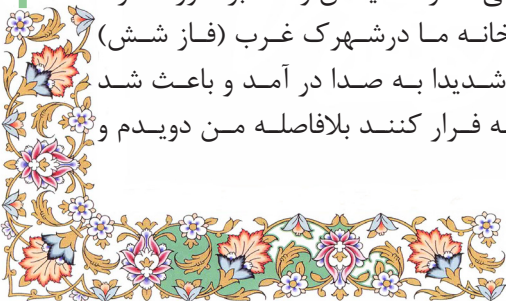 خانه ما درشهرک غرب (فاز شش)
شدیدا به صدا در آمد و باعث شد
ه فرار کنند بلافاصله من دویدم و